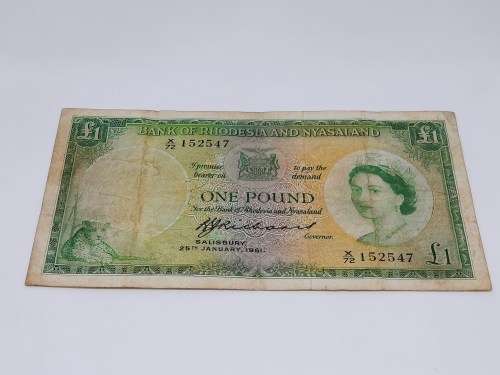 £1 BANK OF RHODESIA AND NYASALAND £1
X/72 152547
I promise to pay the
bearer on demand
ONE POUND
for the Bank of Rhodesia and Nyasaland
Governor.
SALISBURY,
25TH JANUARY, 1961.
X/72 152547
£1